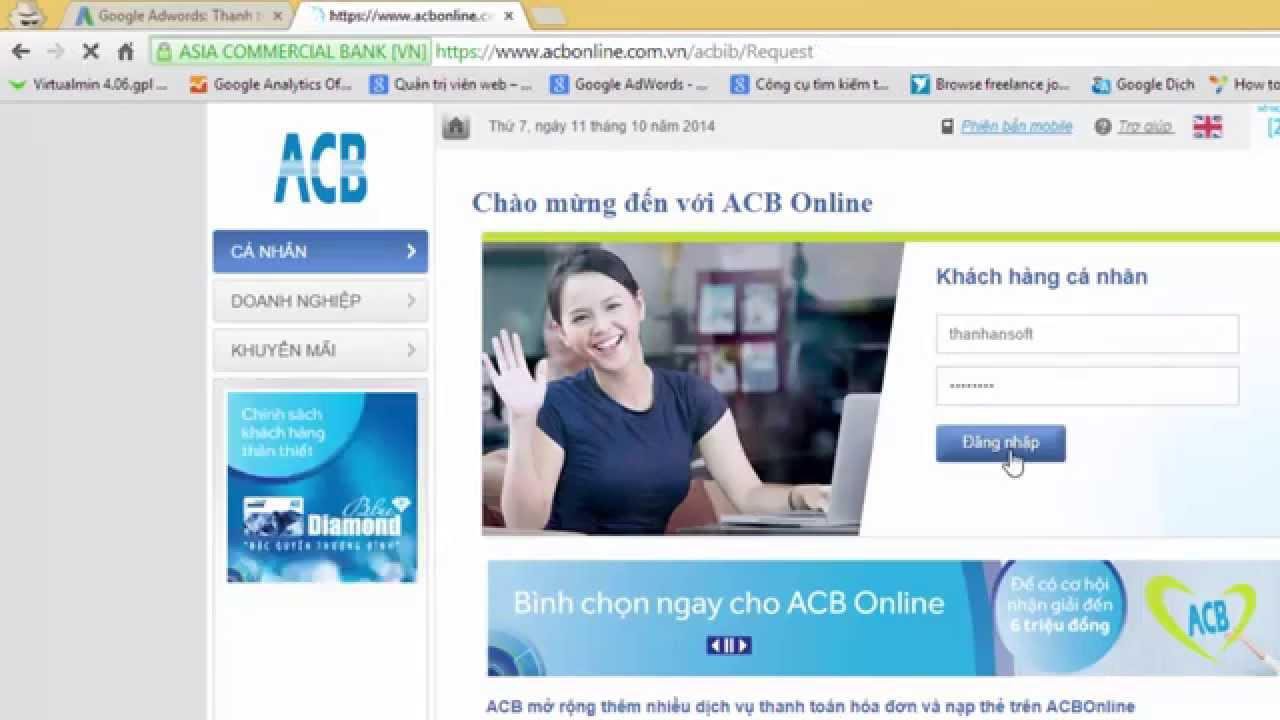 Google Adwords: Thanh
https://www.acbonline.c
ASIA COMMERCIAL BANK [VN] https://www.acbonline.com.vn/acbib/Request
Virtualmin 4.06.gpl ... Google Analytics Of... Quản trị viên web – ... Google AdWords - ... Công cụ tìm kiếm t... Browse freelance jo... Google Dịch How to
ACB
Thứ 7, ngày 11 tháng 10 năm 2014
Phiên bản mobile Trợ giúp
Chào mừng đến với ACB Online
CÁ NHÂN
DOANH NGHIỆP
KHUYẾN MÃI
Chính sách
khách hàng
thân thiết
Blue
Diamond
"ĐẶC QUYỀN THƯỢNG ĐỈNH"
Khách hàng cá nhân
thanhansoft
••••••••
Đăng nhập
Bình chọn ngay cho ACB Online
Để có cơ hội
nhận giải đến
6 triệu đồng
ACB
ACB mở rộng thêm nhiều dịch vụ thanh toán hóa đơn và nạp thẻ trên ACBOnline